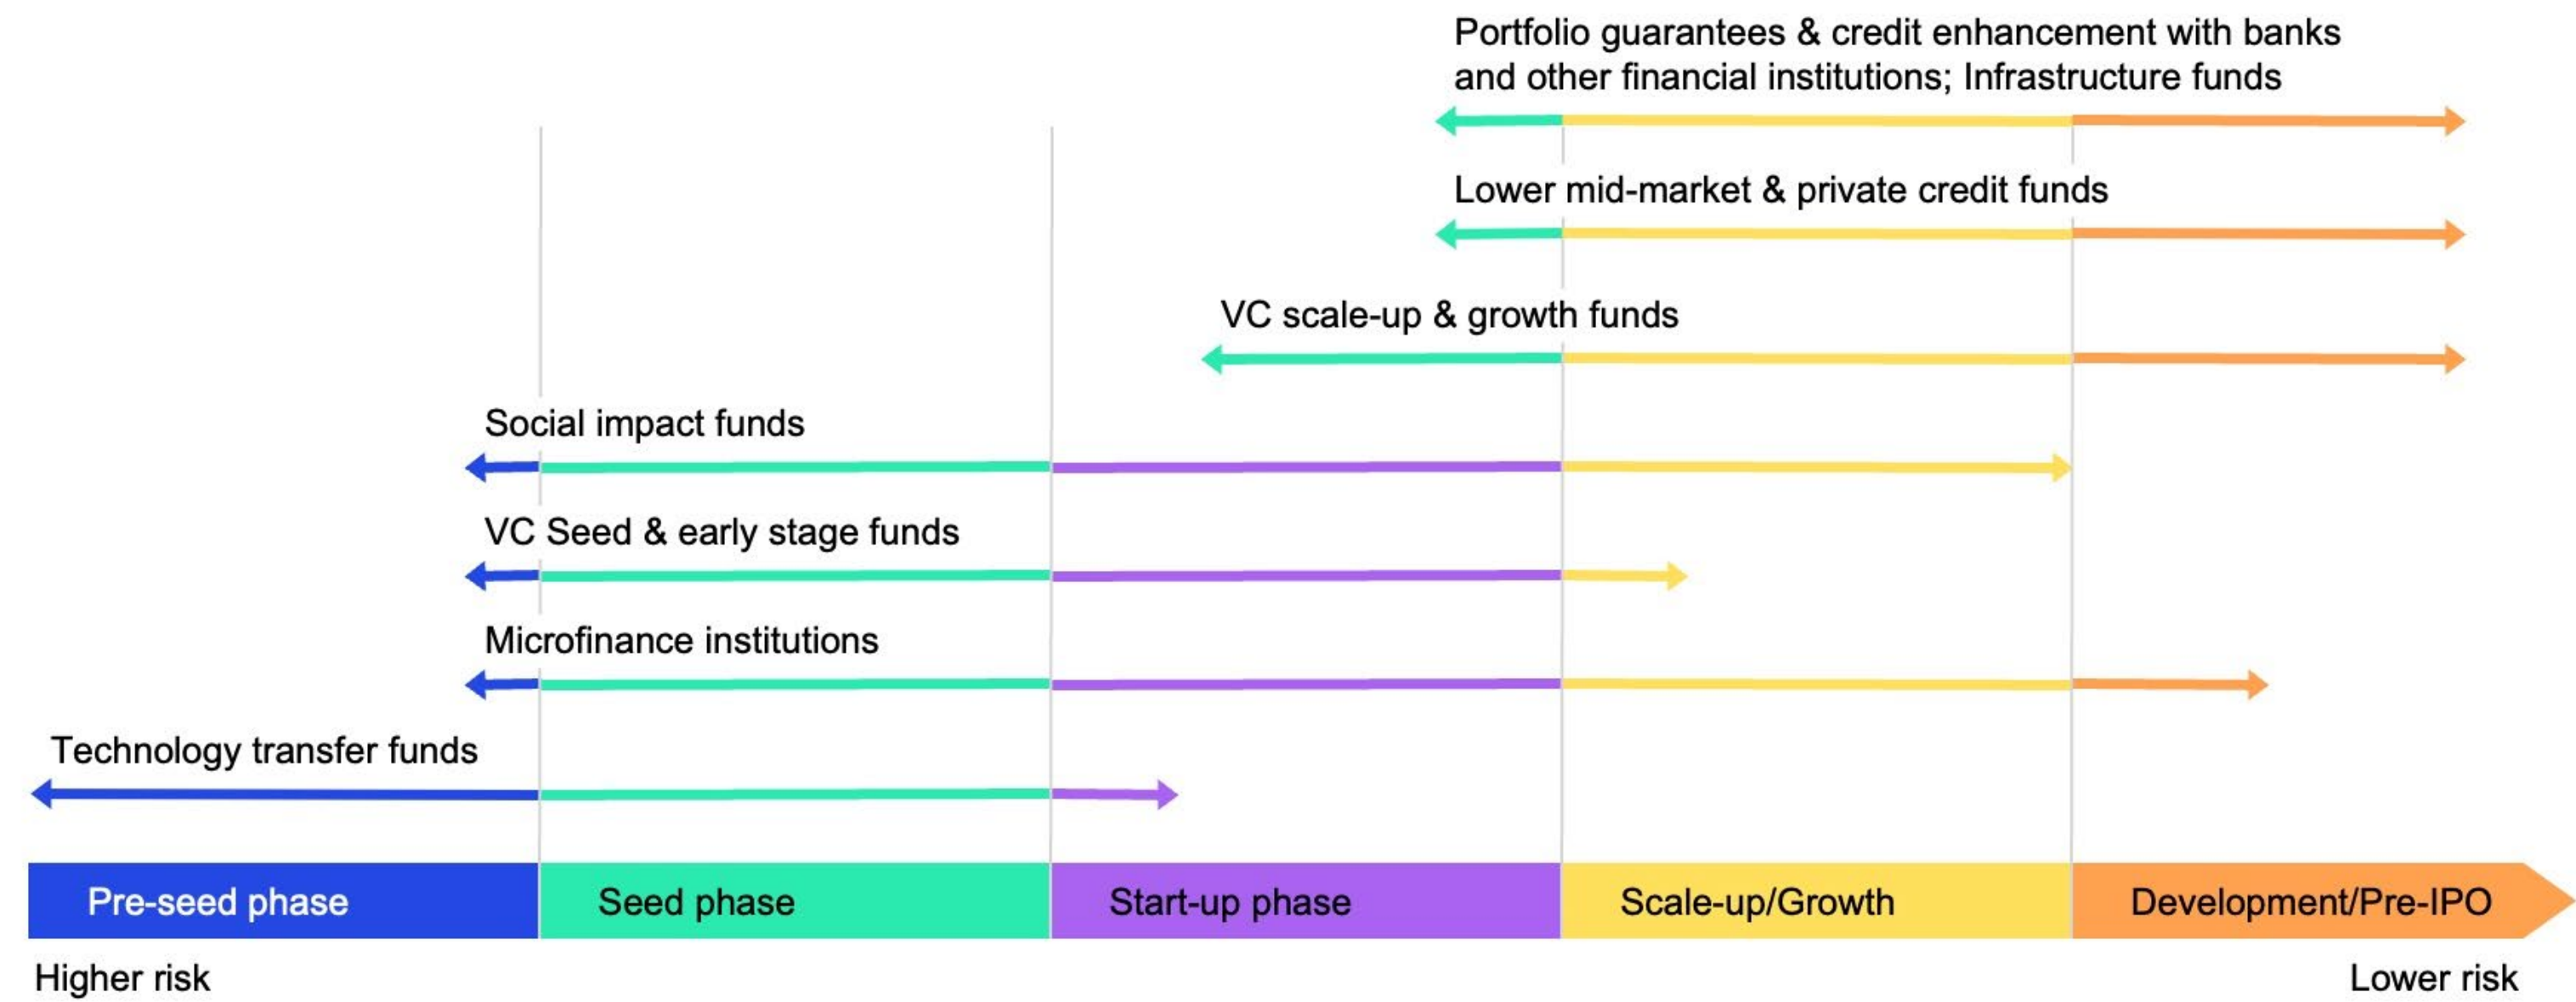 Portfolio guarantees & credit enhancement with banks
and other financial institutions; Infrastructure funds
Lower mid-market & private credit funds
VC scale-up & growth funds
Social impact funds
VC Seed & early stage funds
Microfinance institutions
Technology transfer funds
Pre-seed phase
Seed phase
Start-up phase
Scale-up/Growth
Development/Pre-IPO
Higher risk
Lower risk